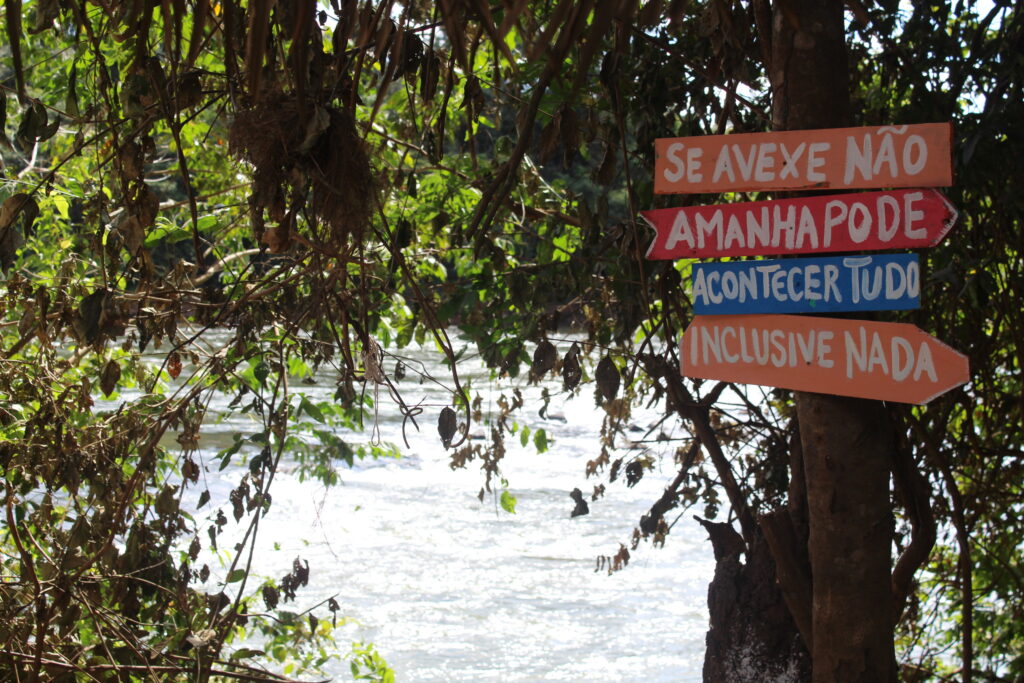 SE AVEXE NÃO
AMANHA PODE
ACONTECER TUDO
INCLUSIVE NADA